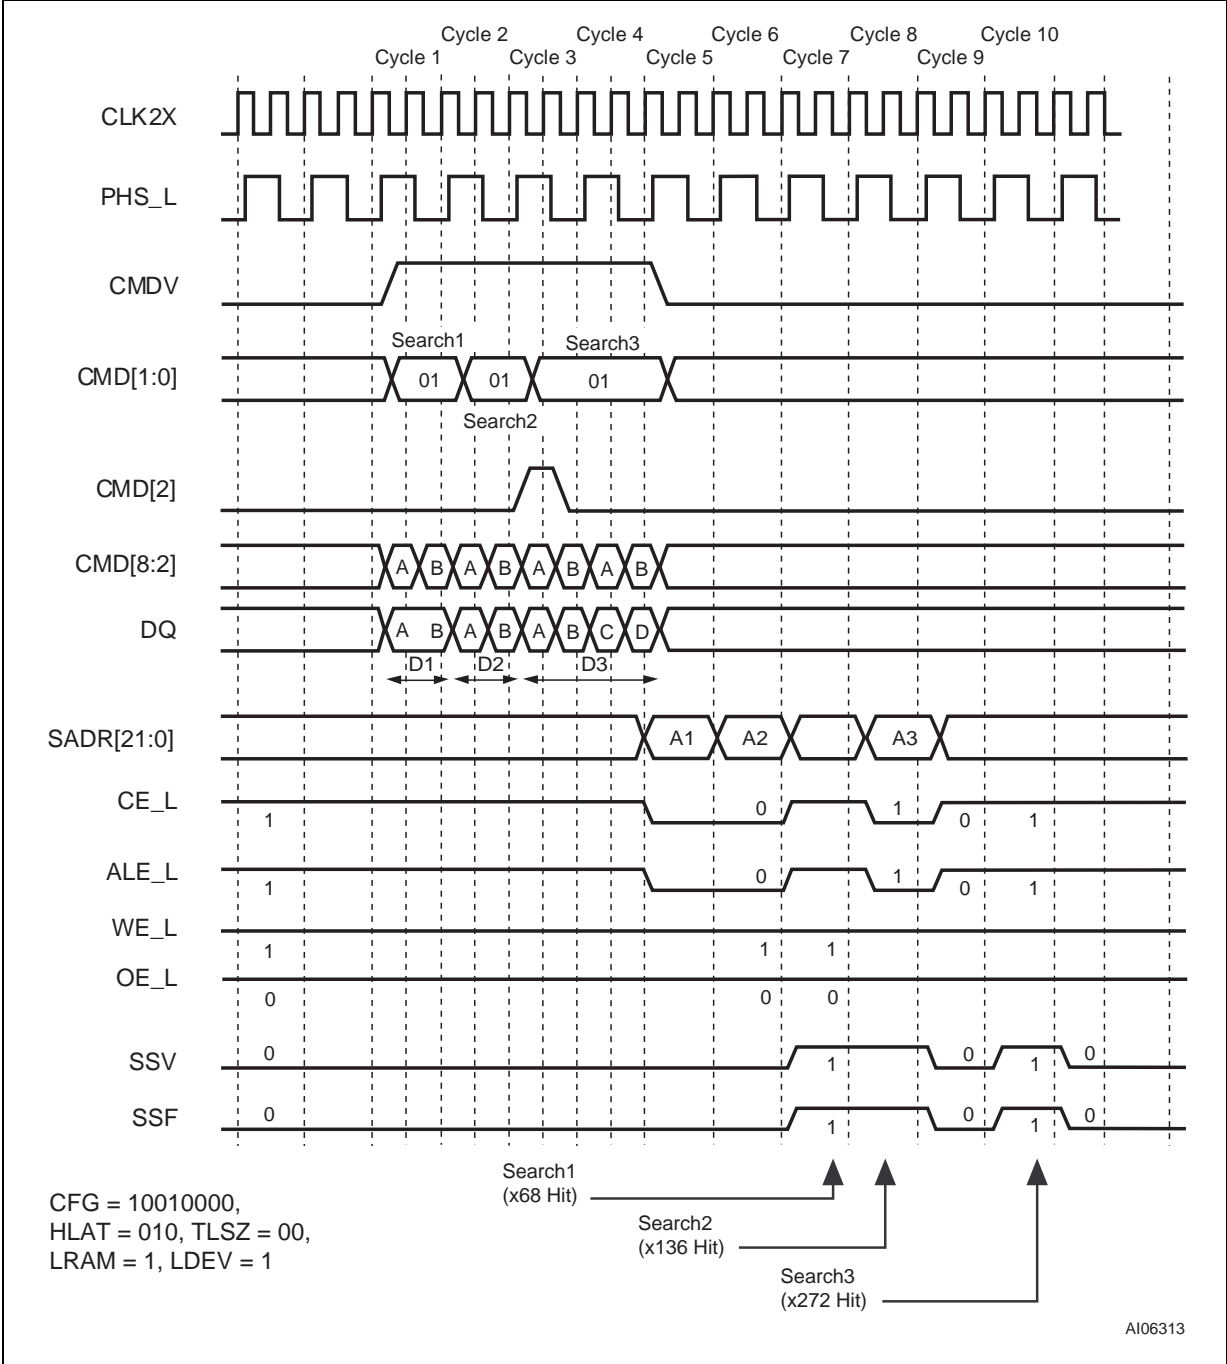 Cycle 2 Cycle 4 Cycle 6 Cycle 8 Cycle 10
Cycle 1 Cycle 3 Cycle 5 Cycle 7 Cycle 9
CLK2X
PHS_L
CMDV
Search1 Search3
CMD[1:0] 01 01 01
Search2
CMD[2]
CMD[8:2] A B A B A B A B
DQ A B A B A B C D
D1 D2 D3
SADR[21:0] A1 A2 A3
CE_L 1 0 1 0 1
ALE_L 1 0 1 0 1
WE_L
1 1 1
OE_L
0 0 0
SSV 0 1 0 1 0
SSF 0 1 0 1 0
Search1
(x68 Hit)
Search2
(x136 Hit)
Search3
(x272 Hit)
CFG = 10010000,
HLAT = 010, TLSZ = 00,
LRAM = 1, LDEV = 1
AI06313